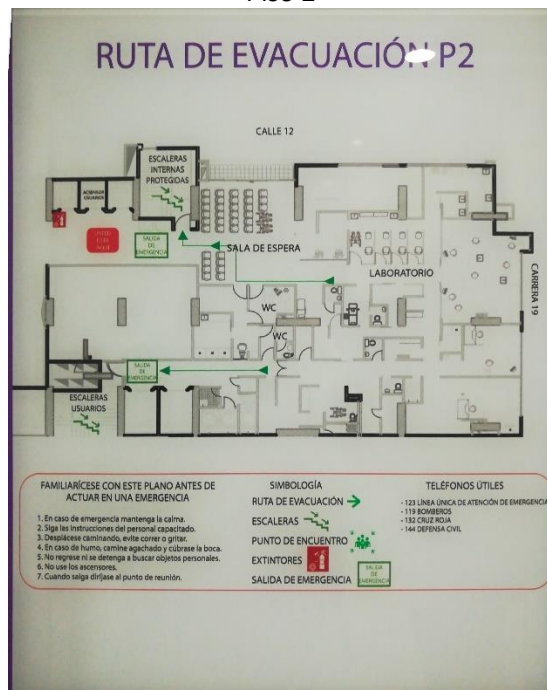 RUTA DE EVACUACIÓN P2
CALLE 12
ESCALERAS
INTERNAS
PROTEGIDAS
ASCENSOR
USUARIOS
USTED
ESTÁ
AQUÍ
SALIDA
DE
EMERGENCIA
SALA DE ESPERA
LABORATORIO
CARRERA 19
WC
WC
SALIDA
DE
EMERGENCIA
ESCALERAS
USUARIOS
FAMILIARÍCESE CON ESTE PLANO ANTES DE
ACTUAR EN UNA EMERGENCIA
1. En caso de emergencia mantenga la calma.
2. Siga las instrucciones del personal capacitado.
3. Desplácese caminando, evite correr o gritar.
4. En caso de humo, camine agachado y cúbrase la boca.
5. No regrese ni se detenga a buscar objetos personales.
6. No use los ascensores.
7. Cuando salga diríjase al punto de reunión.
SIMBOLOGÍA
RUTA DE EVACUACIÓN
ESCALERAS
PUNTO DE ENCUENTRO
EXTINTORES
SALIDA DE EMERGENCIA
SALIDA
DE
EMERGENCIA
TELÉFONOS ÚTILES
- 123 LÍNEA ÚNICA DE ATENCIÓN DE EMERGENCIA
- 119 BOMBEROS
- 132 CRUZ ROJA
- 144 DEFENSA CIVIL